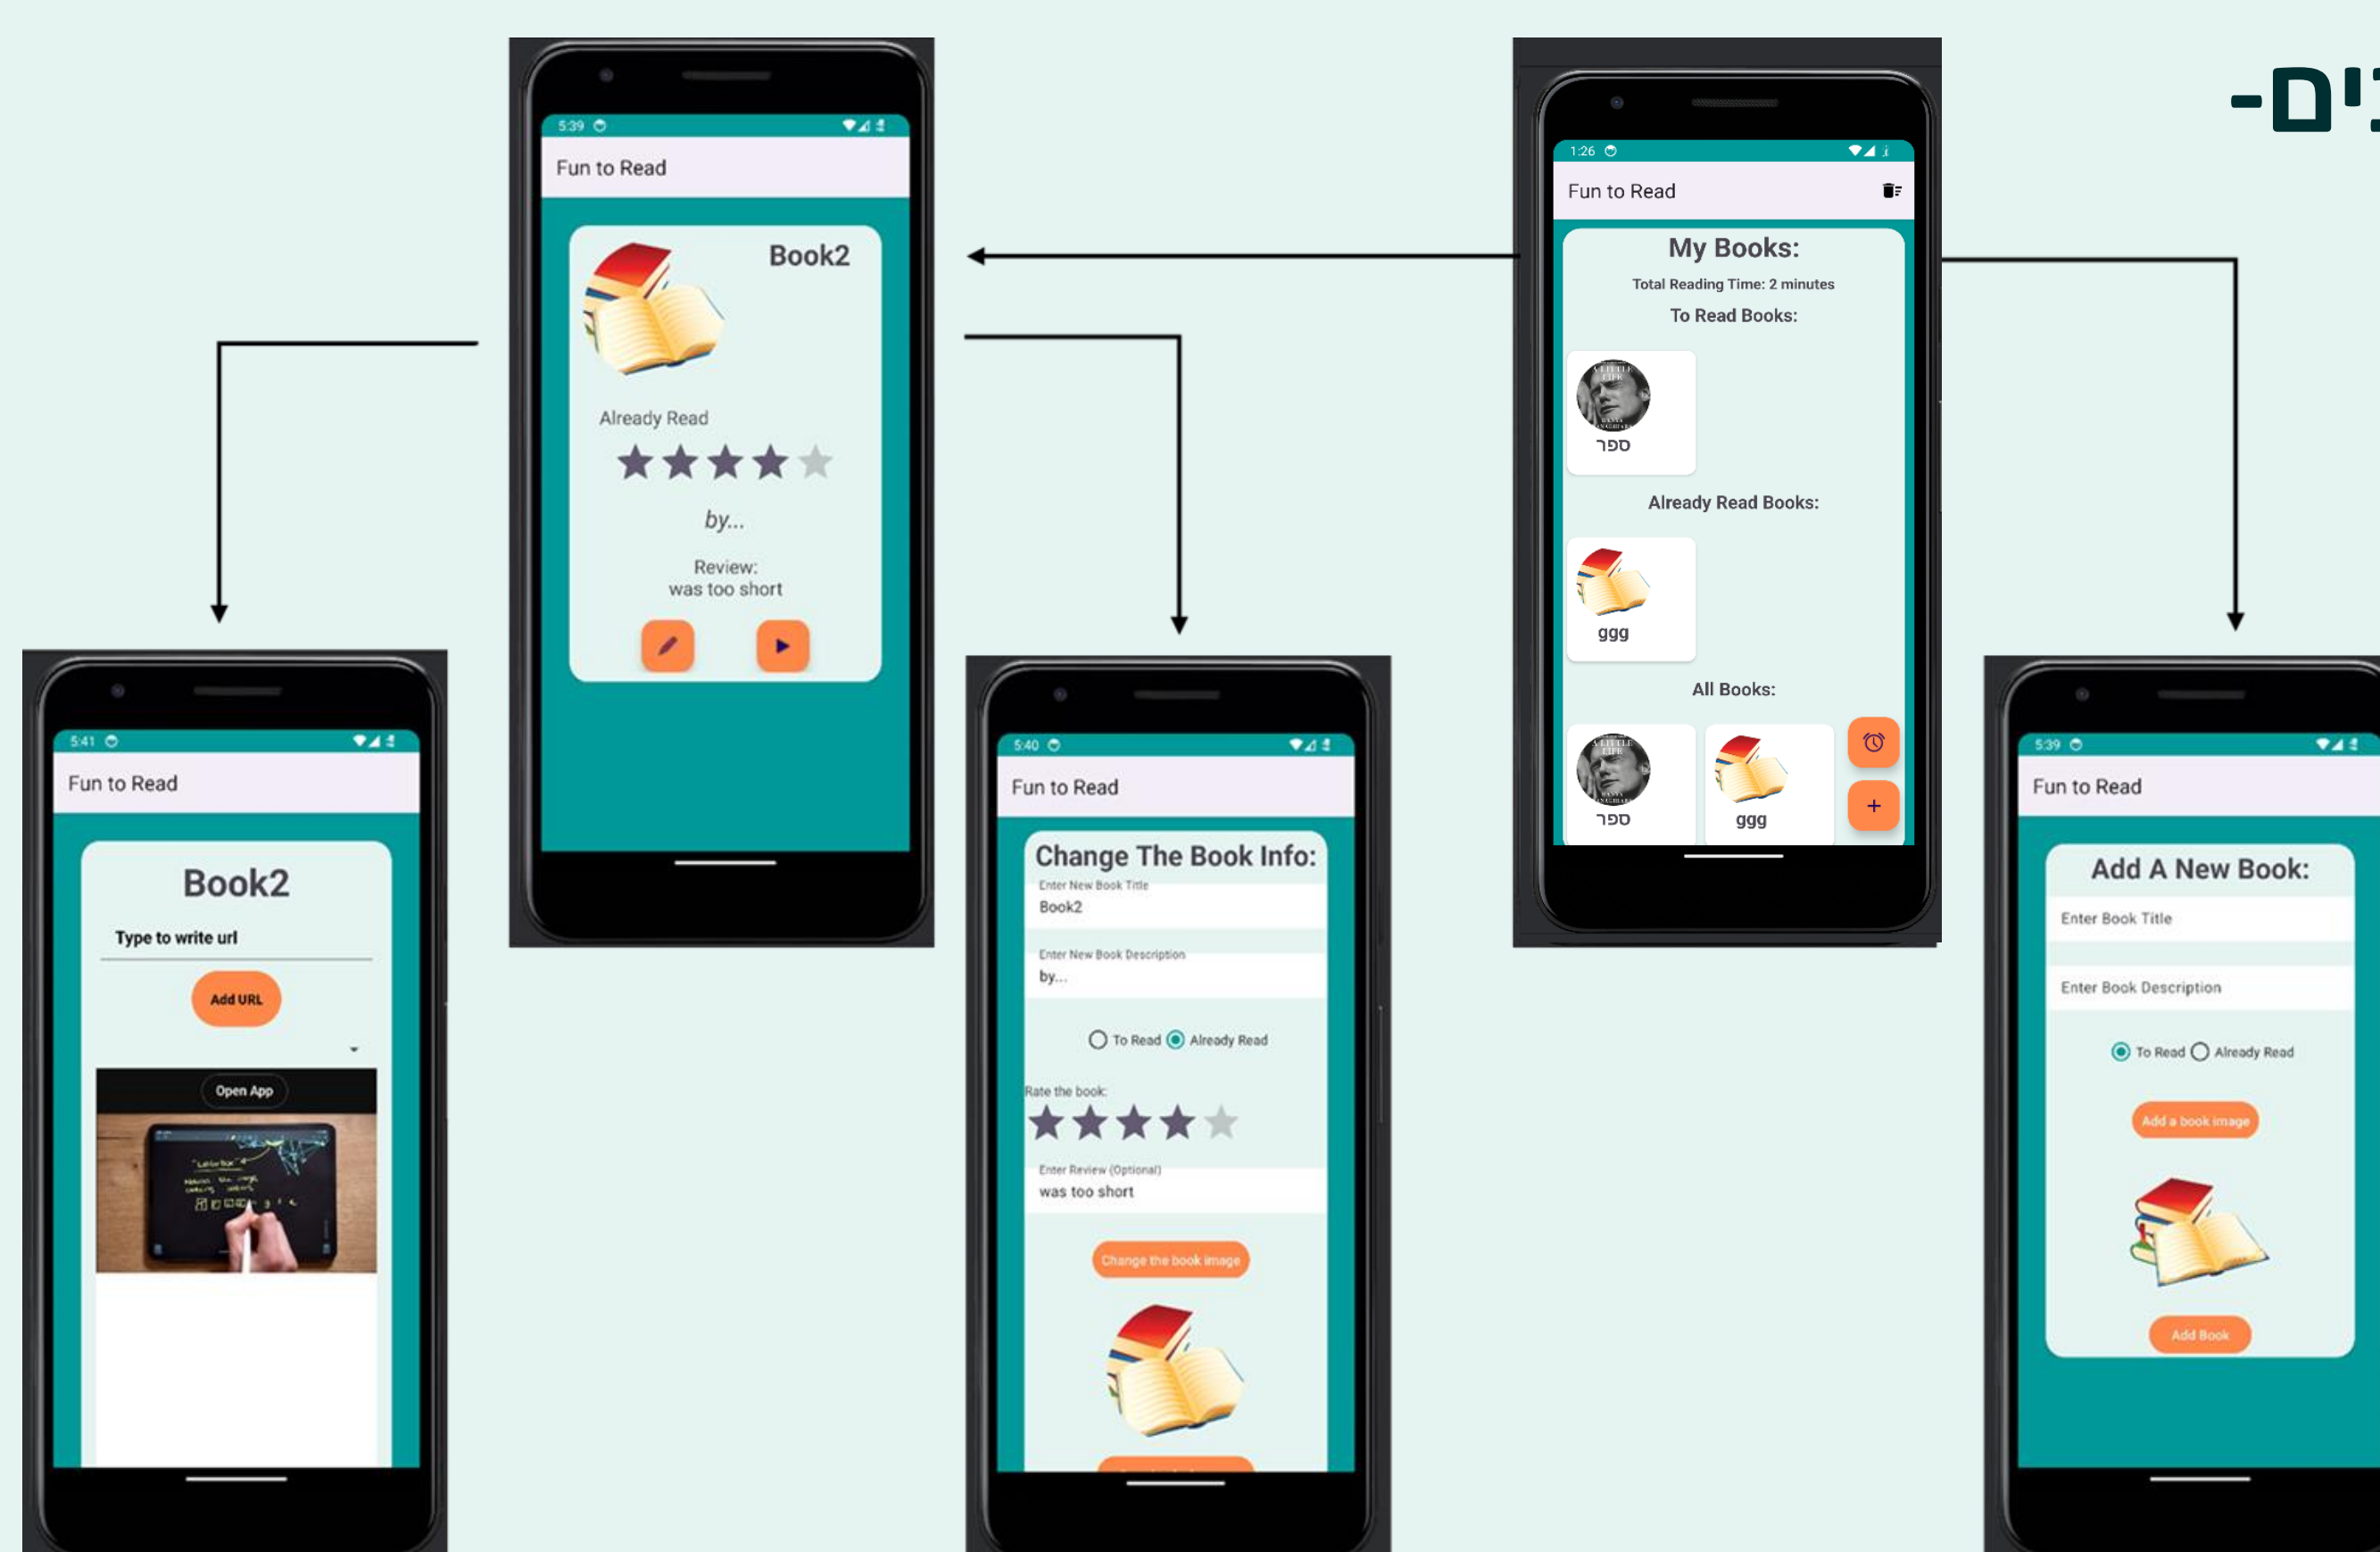 ים-
5:39
Fun to Read
Book2
Already Read
by...
Review:
was too short
1:26
Fun to Read
My Books:
Total Reading Time: 2 minutes
To Read Books:
A LITTLE
LIFE
ספר
Already Read Books:
ggg
All Books:
A LITTLE
LIFE
ספר
ggg
+
5:41
Fun to Read
Book2
Type to write url
Add URL
Open App
5:40
Fun to Read
Change The Book Info:
Enter New Book Title
Book2
Enter New Book Description
by...
To Read Already Read
Rate the book:
Enter Review (Optional)
was too short
Change the book image
5:39
Fun to Read
Add A New Book:
Enter Book Title
Enter Book Description
To Read Already Read
Add a book image
Add Book